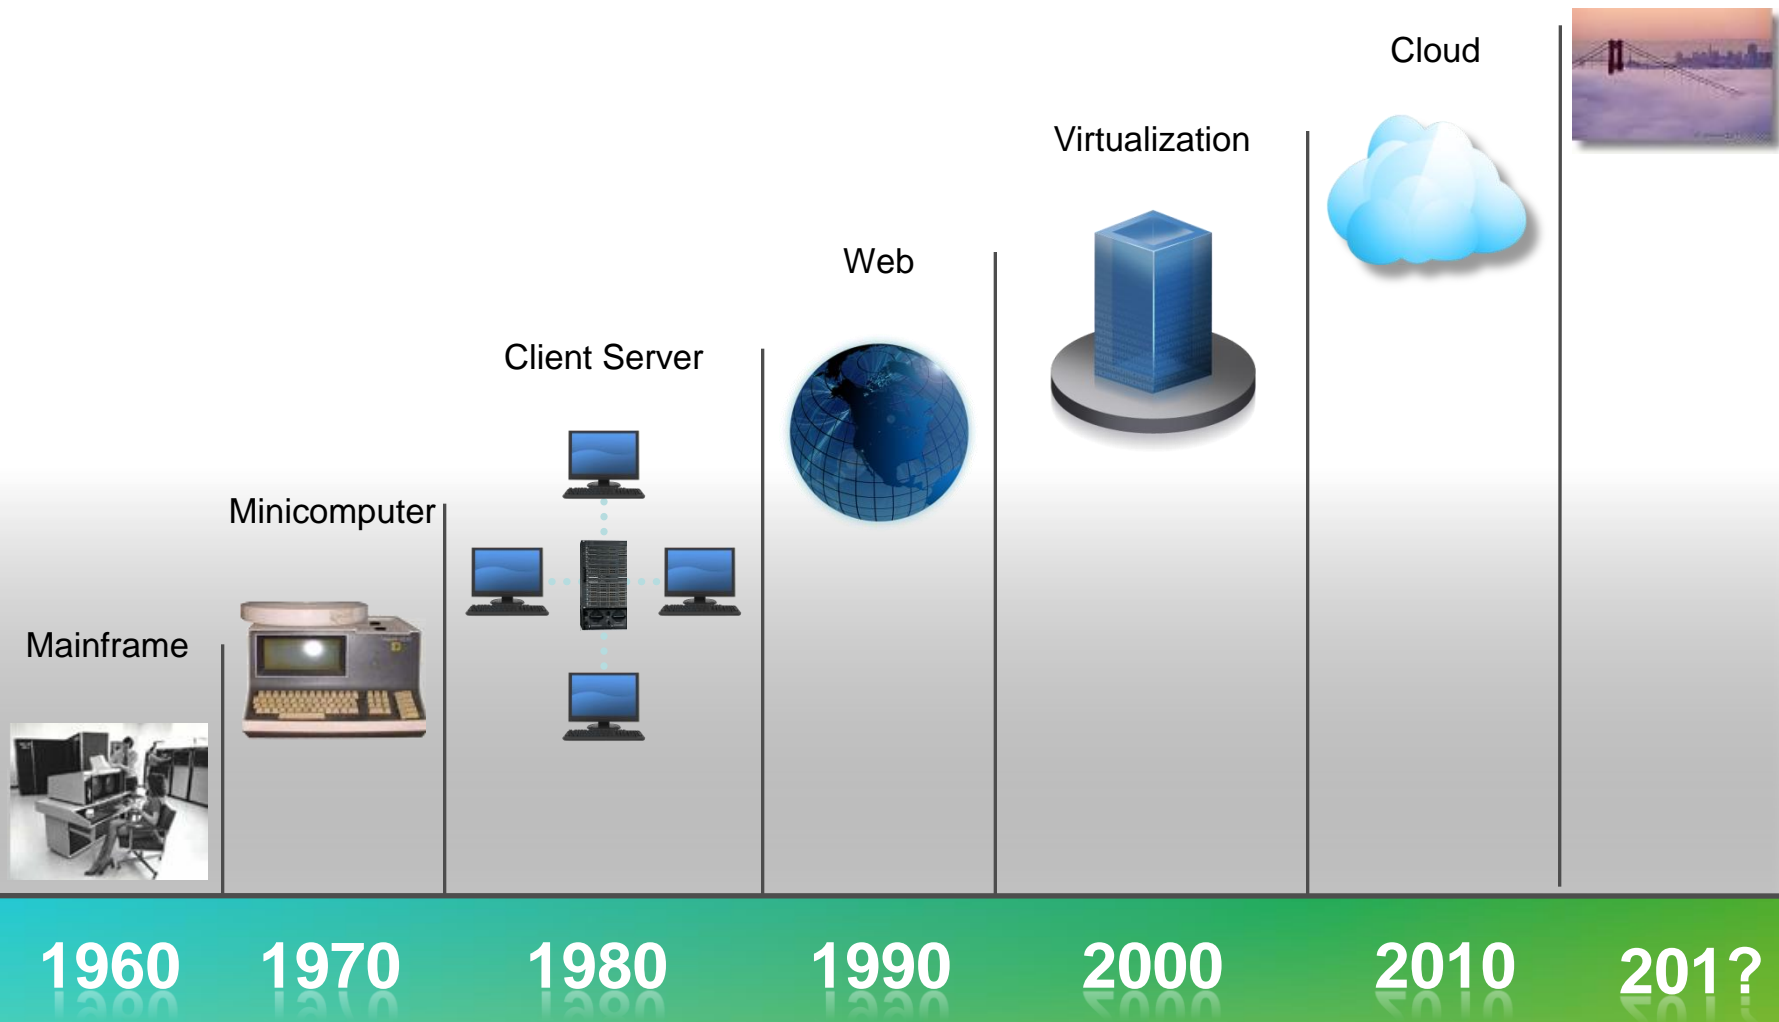 Cloud
Virtualization
Web
Client Server
Minicomputer
Mainframe
1960 1970 1980 1990 2000 2010 201?